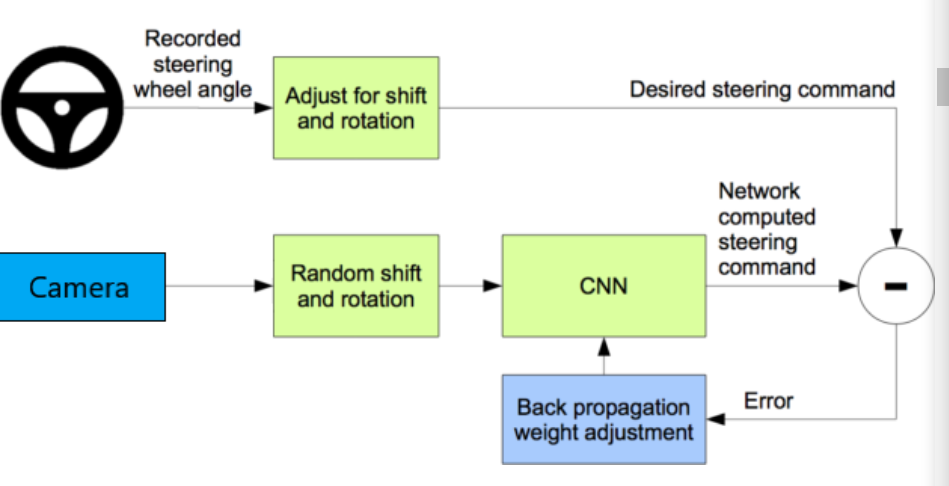 Recorded
steering
wheel angle
Adjust for shift
and rotation
Desired steering command
Network
computed
steering
command
Camera
Random shift
and rotation
CNN
-
Back propagation
weight adjustment
Error